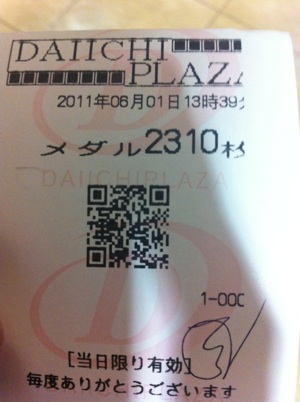 DAIICHI
PLAZA
2011年06月01日13時39分
メダル2310枚
DAIICHIPLAZA
1-000
[当日限り有効]
毎度ありがとうございます